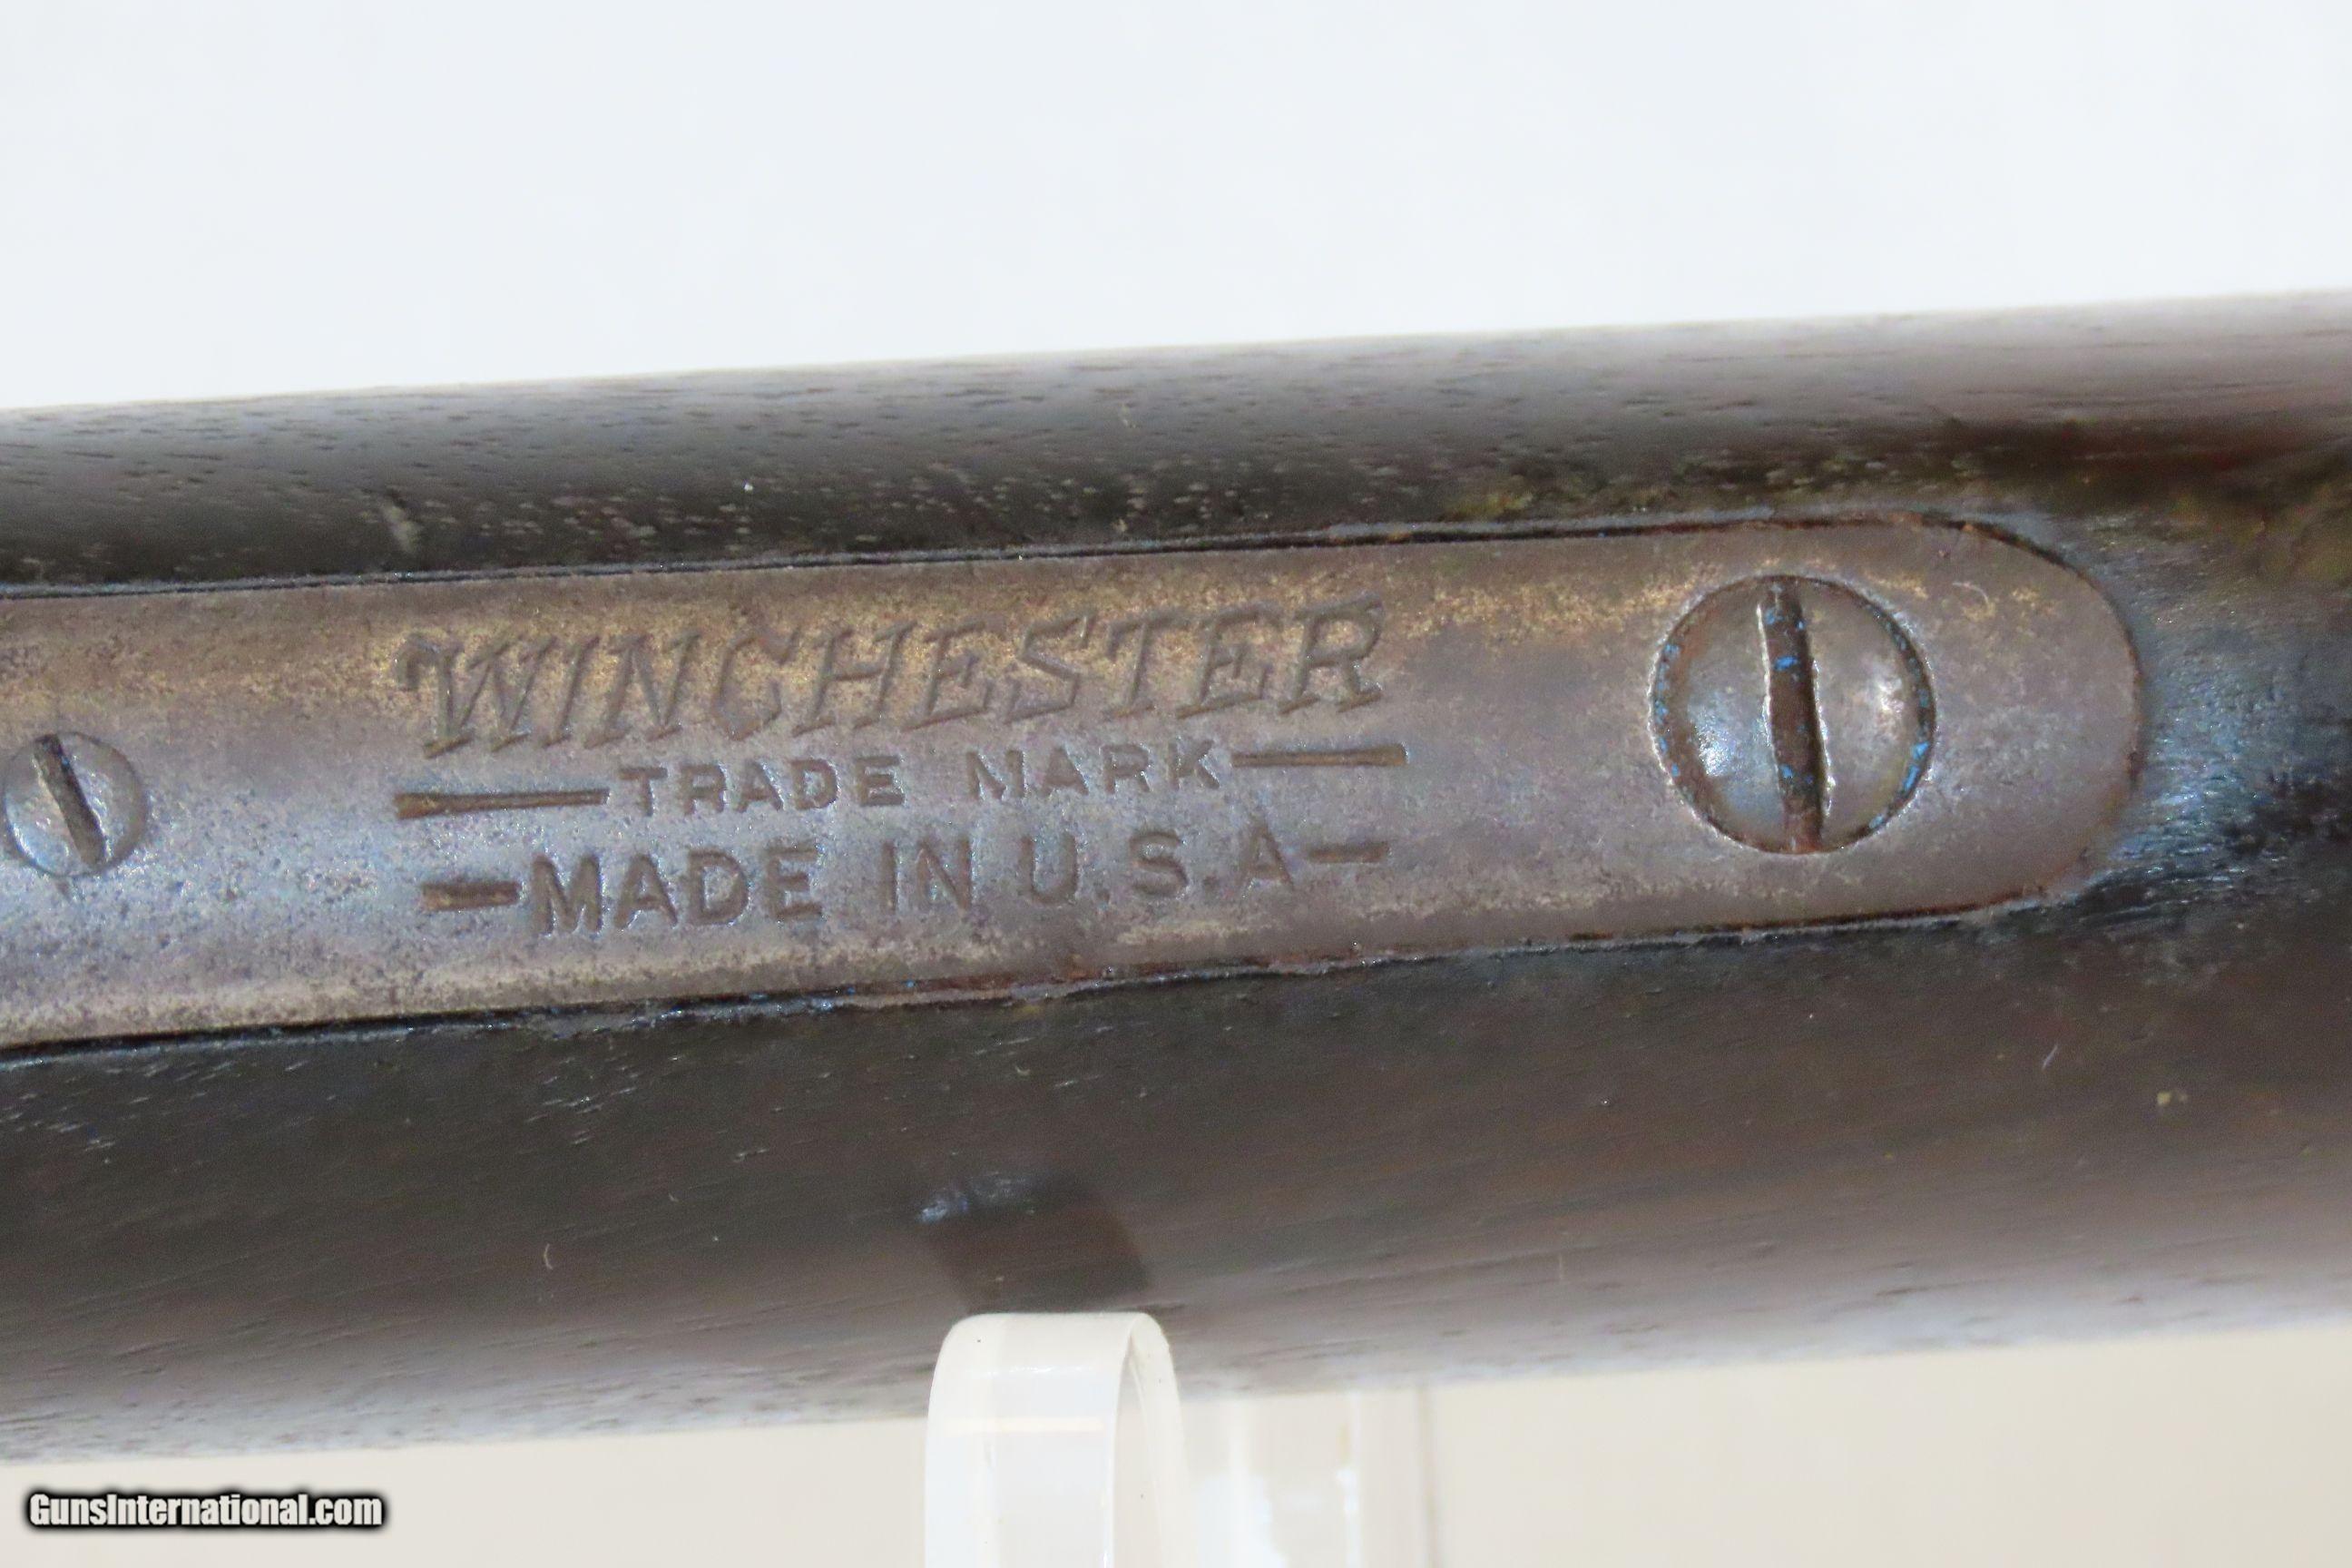 WINCHESTER
—TRADE MARK—
—MADE IN U.S.A—
GunsInternational.com